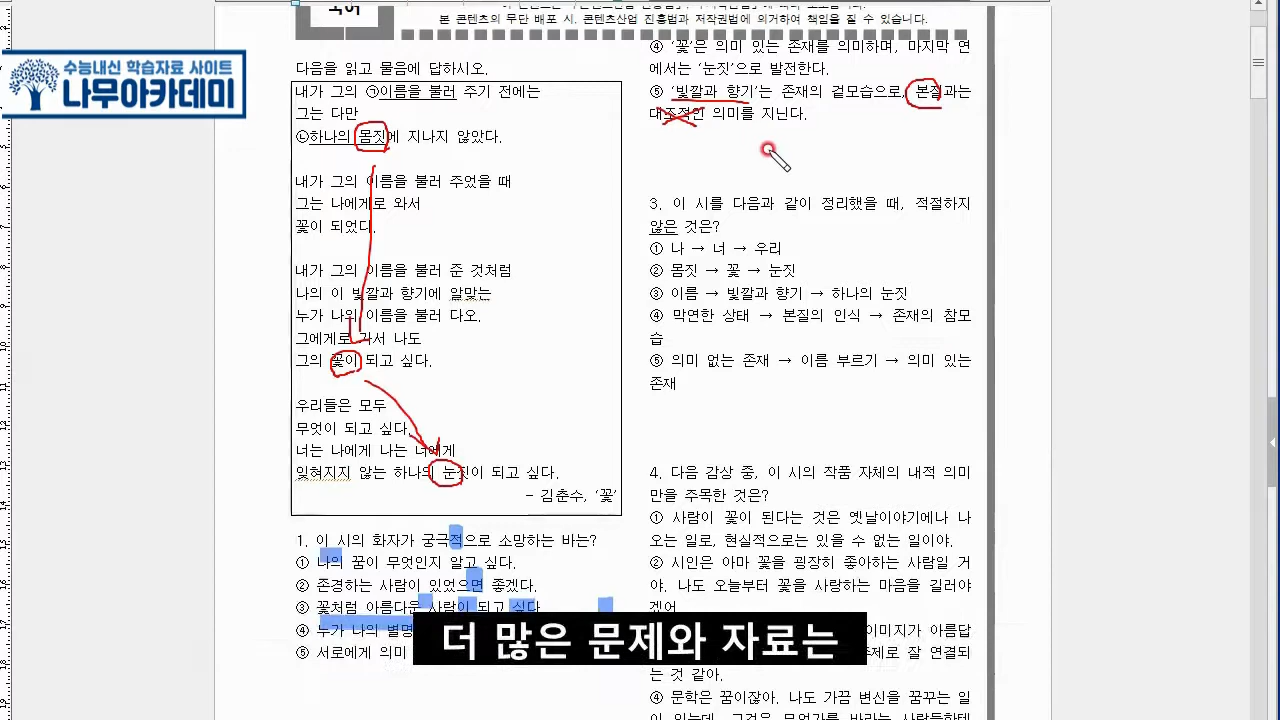 국어
본 콘텐츠의 무단 배포 시, 콘텐츠산업 진흥법과 저작권법에 의거하여 책임을 질 수 있습니다.
수능내신 학습자료 사이트
나무아카데미
다음을 읽고 물음에 답하시오.
내가 그의 ㉠이름을 불러 주기 전에는
그는 다만
㉡하나의 몸짓에 지나지 않았다.
내가 그의 이름을 불러 주었을 때
그는 나에게로 와서
꽃이 되었다.
내가 그의 이름을 불러 준 것처럼
나의 이 빛깔과 향기에 알맞는
누가 나의 이름을 불러 다오.
그에게로 가서 나도
그의 꽃이 되고 싶다.
우리들은 모두
무엇이 되고 싶다.
너는 나에게 나는 너에게
잊혀지지 않는 하나의 눈짓이 되고 싶다.
- 김춘수, ‘꽃’
1. 이 시의 화자가 궁극적으로 소망하는 바는?
① 나의 꿈이 무엇인지 알고 싶다.
② 존경하는 사람이 있었으면 좋겠다.
③ 꽃처럼 아름다운 사람이 되고 싶다
④ 누가 나의 별명
⑤ 서로에게 의미
④ ‘꽃’은 의미 있는 존재를 의미하며, 마지막 연
에서는 ‘눈짓’으로 발전한다.
⑤ ‘빛깔과 향기’는 존재의 겉모습으로, 본질과는
대조적인 의미를 지닌다.
3. 이 시를 다음과 같이 정리했을 때, 적절하지
않은 것은?
① 나 → 너 → 우리
② 몸짓 → 꽃 → 눈짓
③ 이름 → 빛깔과 향기 → 하나의 눈짓
④ 막연한 상태 → 본질의 인식 → 존재의 참모
습
⑤ 의미 없는 존재 → 이름 부르기 → 의미 있는
존재
4. 다음 감상 중, 이 시의 작품 자체의 내적 의미
만을 주목한 것은?
① 사람이 꽃이 된다는 것은 옛날이야기에나 나
오는 일로, 현실적으로는 있을 수 없는 일이야.
② 시인은 아마 꽃을 굉장히 좋아하는 사람일 거
야. 나도 오늘부터 꽃을 사랑하는 마음을 길러야
겠어
이미지가 아름답
주제로 잘 연결되
는 것 같아.
④ 문학은 꿈이잖아. 나도 가끔 변신을 꿈꾸는 일
더 많은 문제와 자료는